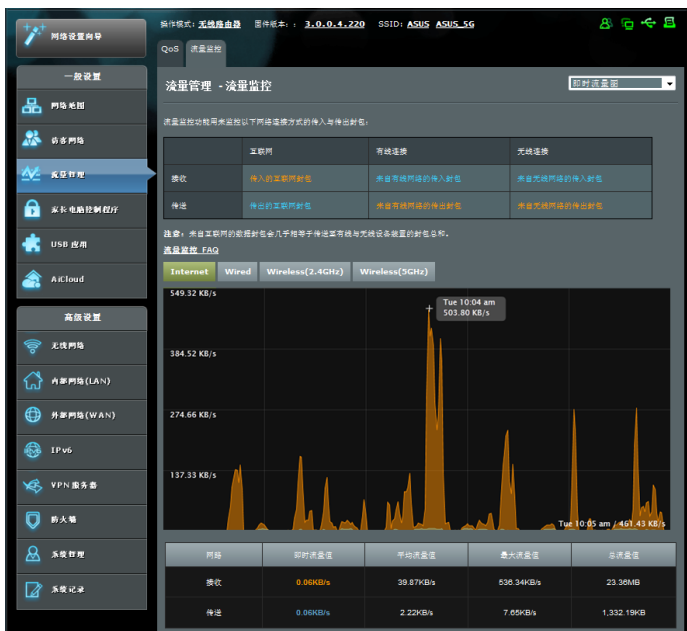 网络设置向导
操作模式: 无线路由器 固件版本: : 3.0.0.4.220 SSID: ASUS ASUS_5G
QoS 流量监控
一般设置
网络地图
访客网络
流量管理
家长电脑控制程序
USB 应用
AiCloud
高级设置
无线网络
内部网络(LAN)
外部网络(WAN)
IPv6
VPN 服务器
防火墙
系统管理
系统记录
流量管理 - 流量监控
即时流量图
流量监控功能用来监控以下网络连接方式的传入与传出封包:
互联网 有线连接 无线连接
接收 传入的互联网封包 来自有线网络的传入封包 来自无线网络的传入封包
传送 传出的互联网封包 来自有线网络的传出封包 来自无线网络的传出封包
注意: 来自互联网的数据封包会几乎相等于传送至有线与无线设备装置的封包总和。
流量监控 FAQ
Internet Wired Wireless(2.4GHz) Wireless(5GHz)
549.32 KB/s
Tue 10:04 am
503.80 KB/s
384.52 KB/s
274.66 KB/s
137.33 KB/s
Tue 10:05 am / 461.43 KB/s
网络 即时流量值 平均流量值 最大流量值 总流量值
接收 0.06KB/s 39.87KB/s 536.34KB/s 23.36MB
传送 0.06KB/s 2.22KB/s 7.65KB/s 1,332.19KB